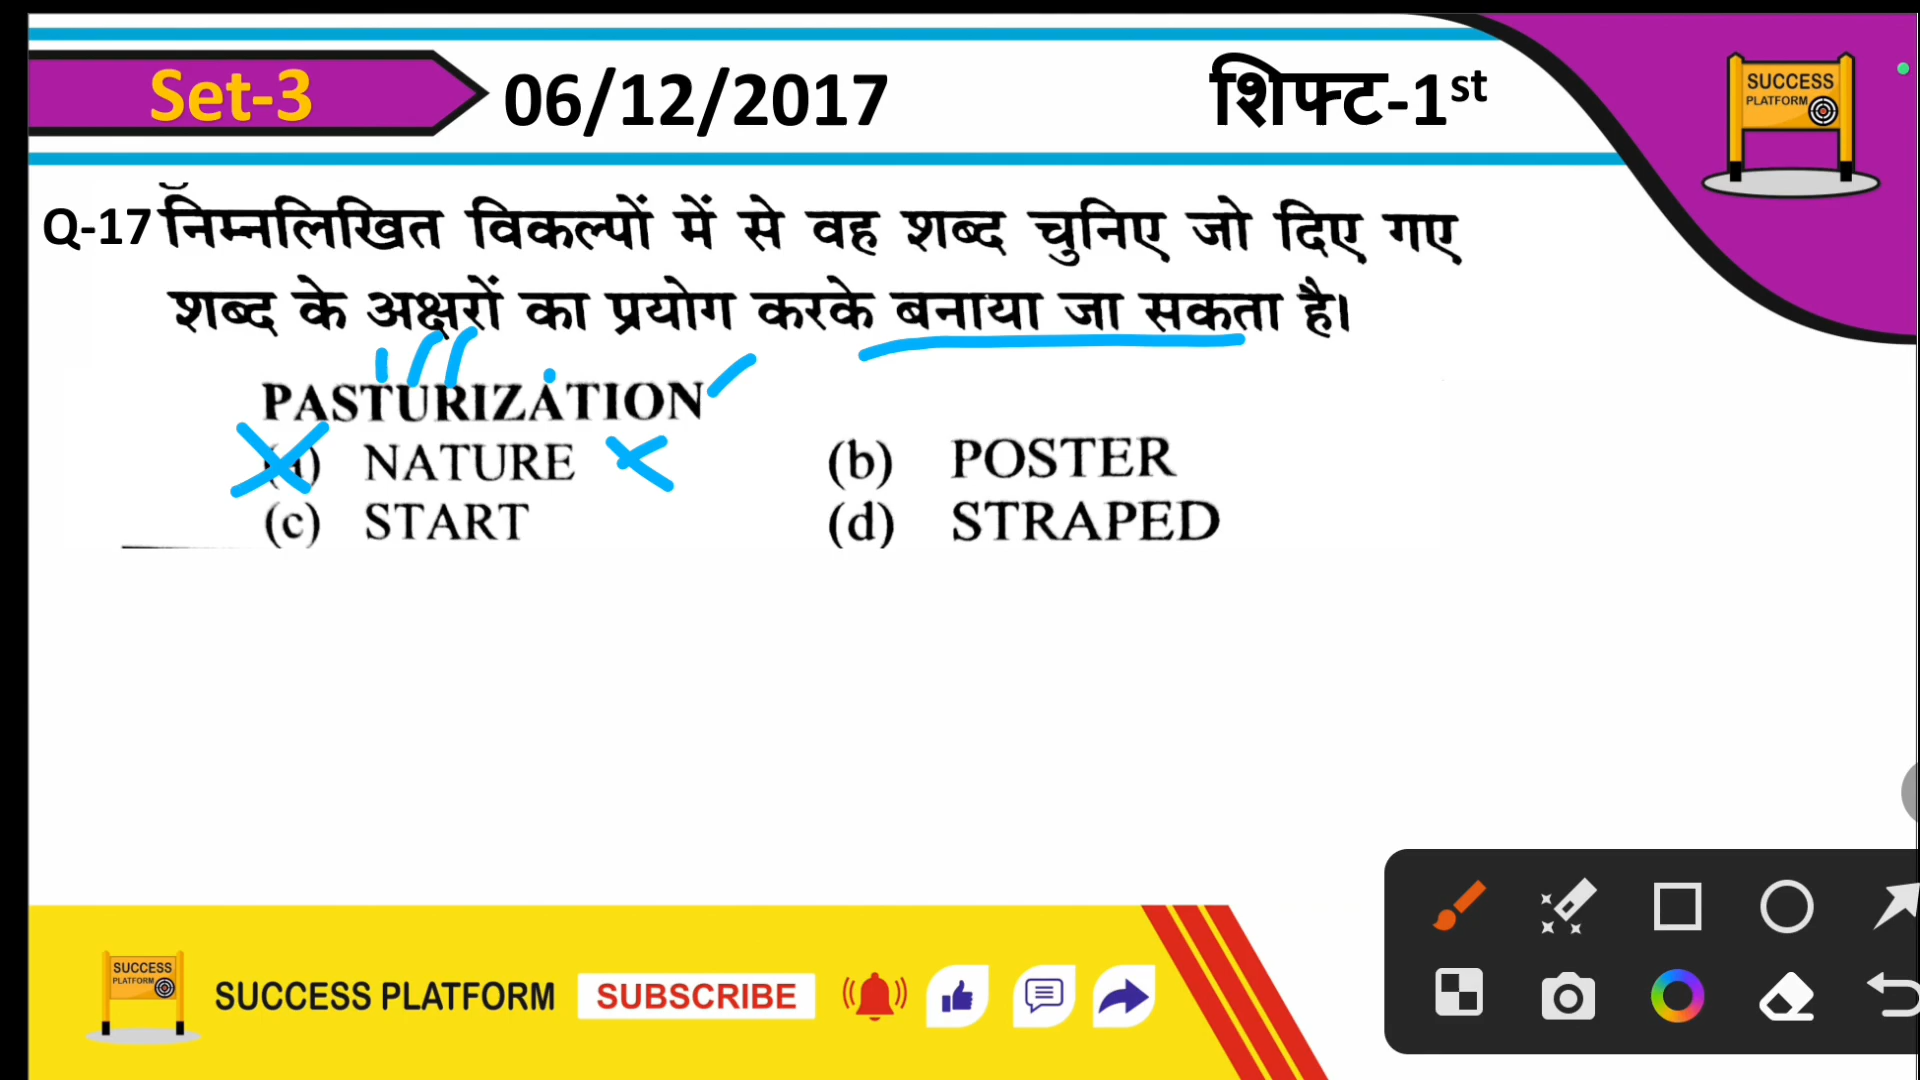 Set-3 06/12/2017 शिफ्ट-1st
SUCCESS
PLATFORM
Q-17 निम्नलिखित विकल्पों में से वह शब्द चुनिए जो दिए गए
शब्द के अक्षरों का प्रयोग करके बनाया जा सकता है।
PASTURIZATION
(a) NATURE (b) POSTER
(c) START (d) STRAPED
SUCCESS
PLATFORM
SUCCESS PLATFORM SUBSCRIBE